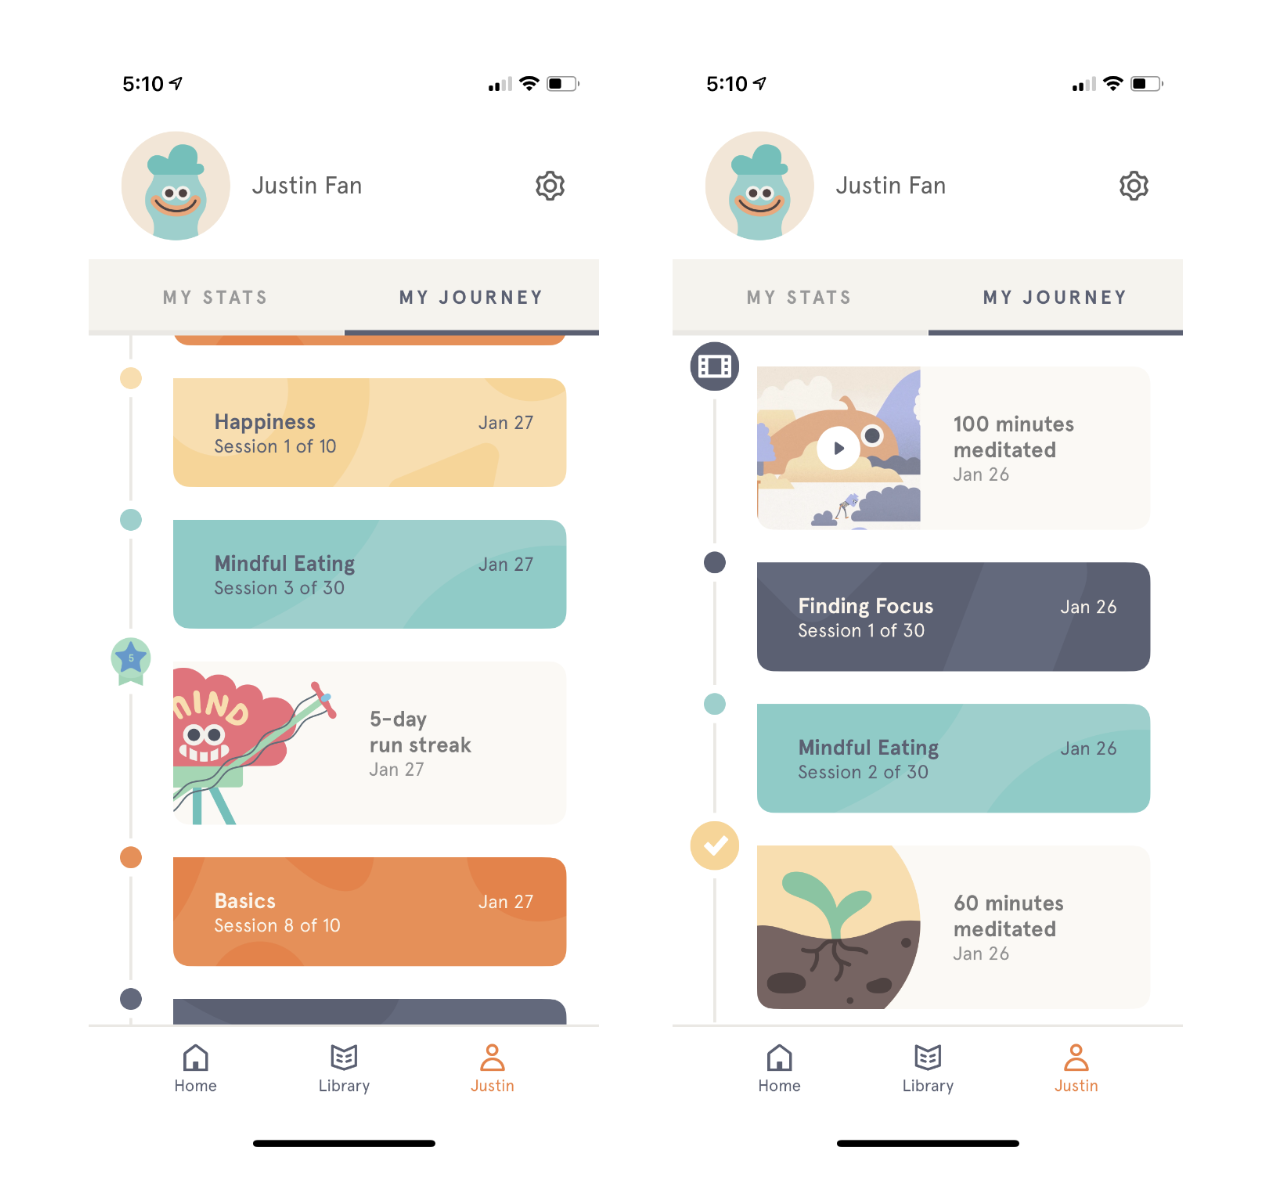 5:10
Justin Fan
MY STATS
MY JOURNEY
Happiness
Jan 27
Session 1 of 10
Mindful Eating
Jan 27
Session 3 of 30
5
MIND
5-day
run streak
Jan 27
Basics
Jan 27
Session 8 of 10
Home
Library
Justin
5:10
Justin Fan
MY STATS
MY JOURNEY
100 minutes
meditated
Jan 26
Finding Focus
Jan 26
Session 1 of 30
Mindful Eating
Jan 26
Session 2 of 30
60 minutes
meditated
Jan 26
Home
Library
Justin